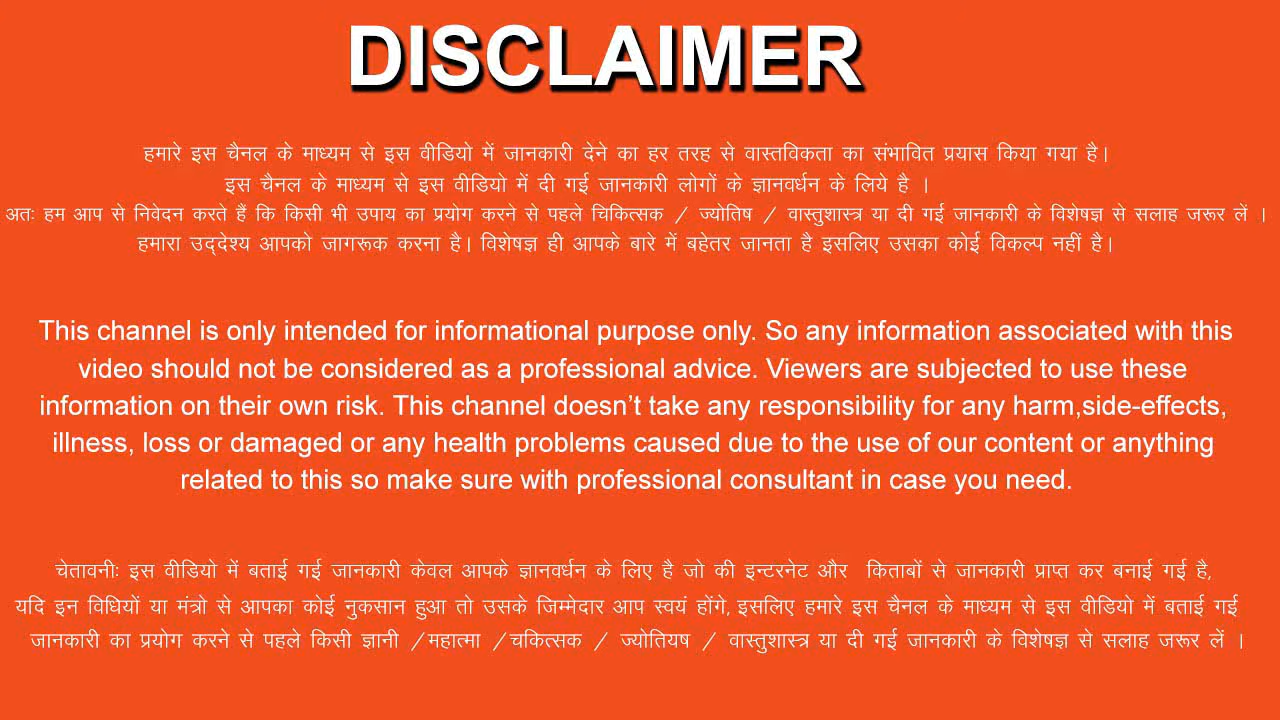 DISCLAIMER
हमारे इस चैनल के माध्यम से इस वीडियो में जानकारी देने का हर तरह से वास्तविकता का संभावित प्रयास किया गया है।
इस चैनल के माध्यम से इस वीडियो में दी गई जानकारी लोगों के ज्ञानवर्धन के लिये है ।
अतः हम आप से निवेदन करते हैं कि किसी भी उपाय का प्रयोग करने से पहले चिकित्सक / ज्योतिष / वास्तुशास्त्र या दी गई जानकारी के विशेषज्ञ से सलाह जरूर लें ।
हमारा उद्देश्य आपको जागरूक करना है। विशेषज्ञ ही आपके बारे में बहेतर जानता है इसलिए उसका कोई विकल्प नहीं है।
This channel is only intended for informational purpose only. So any information associated with this
video should not be considered as a professional advice. Viewers are subjected to use these
information on their own risk. This channel doesn’t take any responsibility for any harm,side-effects,
illness, loss or damaged or any health problems caused due to the use of our content or anything
related to this so make sure with professional consultant in case you need.
चेतावनीः इस वीडियो में बताई गई जानकारी केवल आपके ज्ञानवर्धन के लिए है जो की इन्टरनेट और किताबों से जानकारी प्राप्त कर बनाई गई है,
यदि इन विधियों या मंत्रो से आपका कोई नुकसान हुआ तो उसके जिम्मेदार आप स्वयं होंगे, इसलिए हमारे इस चैनल के माध्यम से इस वीडियो में बताई गई
जानकारी का प्रयोग करने से पहले किसी ज्ञानी /महात्मा /चकित्सक / ज्योतियष / वास्तुशास्त्र या दी गई जानकारी के विशेषज्ञ से सलाह जरूर लें ।